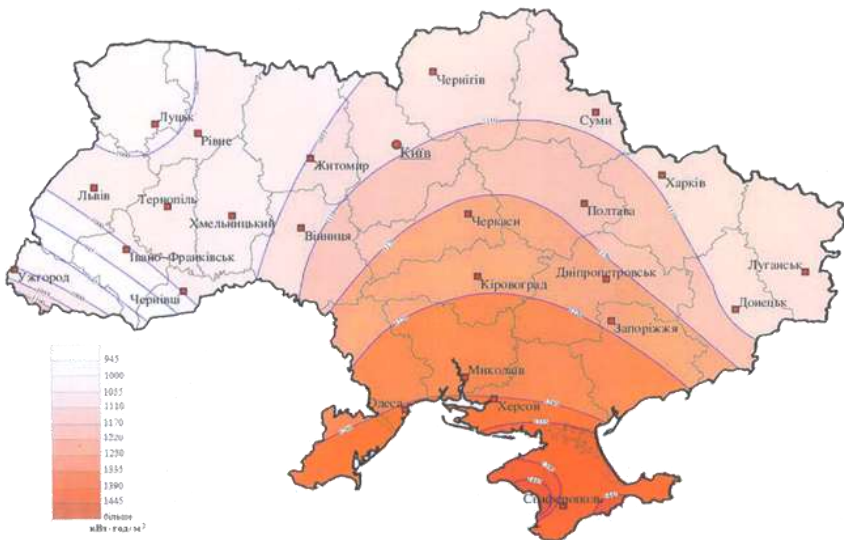 Чернігів
Луцьк
Рівне
Суми
Київ
Житомир
Харків
Львів
Тернопіль
Хмельницький
Вінниця
Черкаси
Полтава
Івано-Франківськ
Ужгород
Чернівці
Кіровоград
Дніпропетровськ
Луганськ
Донецьк
Запоріжжя
Миколаїв
Одеса
Херсон
Сімферополь
945
1000
1055
1110
1170
1220
1280
1335
1390
1445
більше
кВт·год/м²